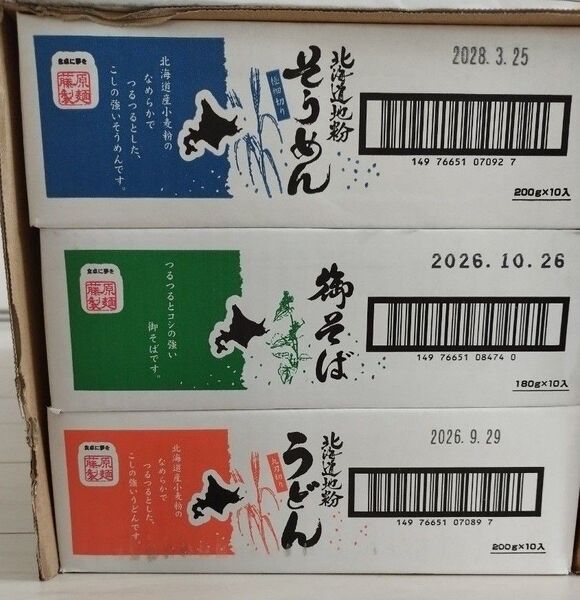 食卓に夢を
藤原製麺
北海道産小麦粉の
なめらかで
つるつるとした、
こしの強いそうめんです。
極細切り
北海道地粉
そうめん
2028. 3. 25
149 76651 07092 7
200g×10入
食卓に夢を
藤原製麺
つるつるとコシの強い
御そばです。
御そば
2026. 10. 26
149 76651 08474 0
180g×10入
食卓に夢を
藤原製麺
北海道産小麦粉の
なめらかで
つるつるとした、
こしの強いうどんです。
丸刃切り
北海道地粉
うどん
2026. 9. 29
149 76651 07089 7
200g×10入